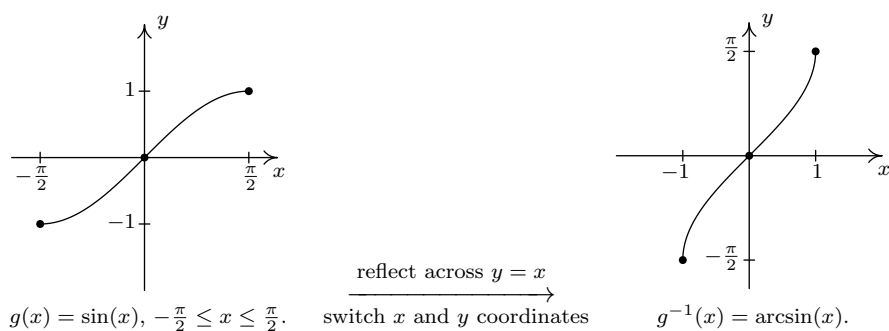 y
1
−π/2
π/2
x
−1
g(x) = sin(x), −π/2 ≤ x ≤ π/2.
reflect across y = x
switch x and y coordinates
y
π/2
−1
1
x
−π/2
g⁻¹(x) = arcsin(x).